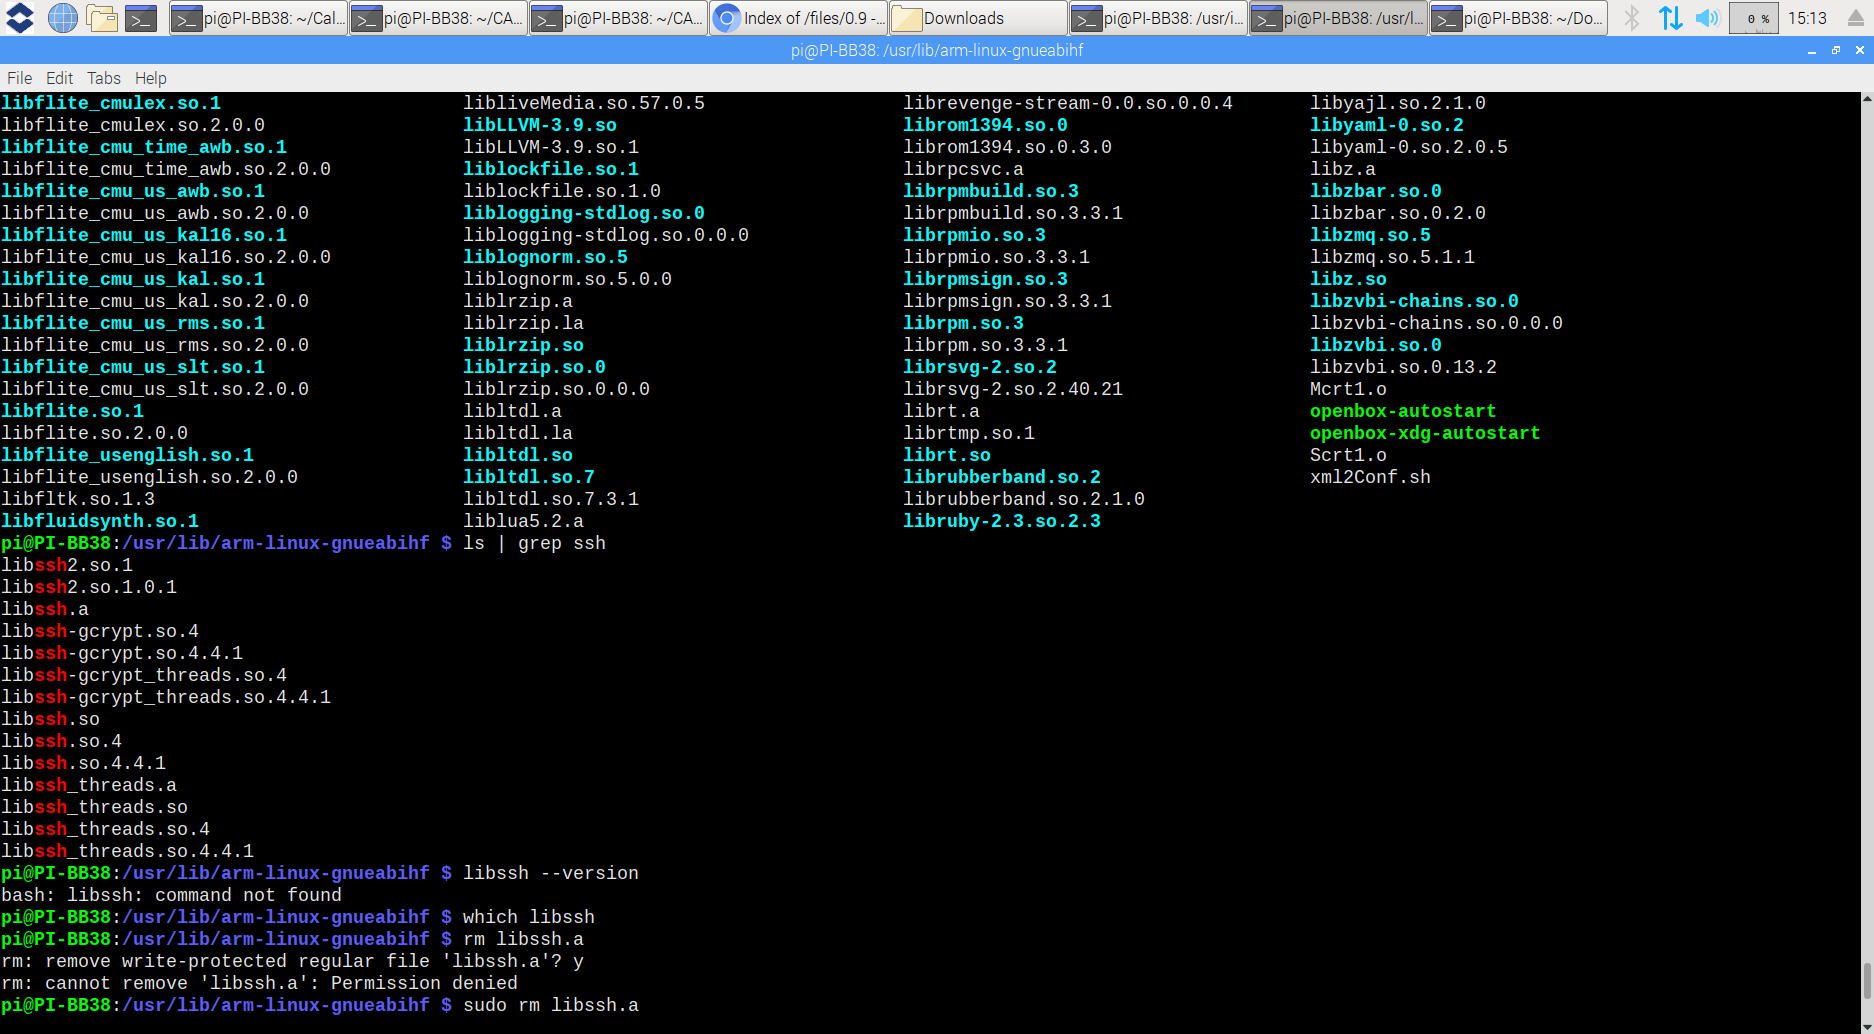 pi@PI-BB38: ~/Cal... pi@PI-BB38: ~/CA... pi@PI-BB38: ~/CA... Index of /files/0.9 -... Downloads pi@PI-BB38: /usr/i... pi@PI-BB38: /usr/l... pi@PI-BB38: ~/Do... 0 % 15:13
pi@PI-BB38: /usr/lib/arm-linux-gnueabihf
File Edit Tabs Help
libflite_cmulex.so.1 libliveMedia.so.57.0.5 librevenge-stream-0.0.so.0.0.4 libyajl.so.2.1.0
libflite_cmulex.so.2.0.0 libLLVM-3.9.so librom1394.so.0 libyaml-0.so.2
libflite_cmu_time_awb.so.1 libLLVM-3.9.so.1 librom1394.so.0.3.0 libyaml-0.so.2.0.5
libflite_cmu_time_awb.so.2.0.0 liblockfile.so.1 librpcsvc.a libz.a
libflite_cmu_us_awb.so.1 liblockfile.so.1.0 librpmbuild.so.3 libzbar.so.0
libflite_cmu_us_awb.so.2.0.0 liblogging-stdlog.so.0 librpmbuild.so.3.3.1 libzbar.so.0.2.0
libflite_cmu_us_kal16.so.1 liblogging-stdlog.so.0.0.0 librpmio.so.3 libzmq.so.5
libflite_cmu_us_kal16.so.2.0.0 liblognorm.so.5 librpmio.so.3.3.1 libzmq.so.5.1.1
libflite_cmu_us_kal.so.1 liblognorm.so.5.0.0 librpmsign.so.3 libz.so
libflite_cmu_us_kal.so.2.0.0 liblrzip.a librpmsign.so.3.3.1 libzvbi-chains.so.0
libflite_cmu_us_rms.so.1 liblrzip.la librpm.so.3 libzvbi-chains.so.0.0.0
libflite_cmu_us_rms.so.2.0.0 liblrzip.so librpm.so.3.3.1 libzvbi.so.0
libflite_cmu_us_slt.so.1 liblrzip.so.0 librsvg-2.so.2 libzvbi.so.0.13.2
libflite_cmu_us_slt.so.2.0.0 liblrzip.so.0.0.0 librsvg-2.so.2.40.21 Mcrt1.o
libflite.so.1 libltdl.a librt.a openbox-autostart
libflite.so.2.0.0 libltdl.la librtmp.so.1 openbox-xdg-autostart
libflite_usenglish.so.1 libltdl.so librt.so Scrt1.o
libflite_usenglish.so.2.0.0 libltdl.so.7 librubberband.so.2 xml2Conf.sh
libfltk.so.1.3 libltdl.so.7.3.1 librubberband.so.2.1.0
libfluidsynth.so.1 liblua5.2.a libruby-2.3.so.2.3
pi@PI-BB38:/usr/lib/arm-linux-gnueabihf $ ls | grep ssh
libssh2.so.1
libssh2.so.1.0.1
libssh.a
libssh-gcrypt.so.4
libssh-gcrypt.so.4.4.1
libssh-gcrypt_threads.so.4
libssh-gcrypt_threads.so.4.4.1
libssh.so
libssh.so.4
libssh.so.4.4.1
libssh_threads.a
libssh_threads.so
libssh_threads.so.4
libssh_threads.so.4.4.1
pi@PI-BB38:/usr/lib/arm-linux-gnueabihf $ libssh --version
bash: libssh: command not found
pi@PI-BB38:/usr/lib/arm-linux-gnueabihf $ which libssh
pi@PI-BB38:/usr/lib/arm-linux-gnueabihf $ rm libssh.a
rm: remove write-protected regular file 'libssh.a'? y
rm: cannot remove 'libssh.a': Permission denied
pi@PI-BB38:/usr/lib/arm-linux-gnueabihf $ sudo rm libssh.a